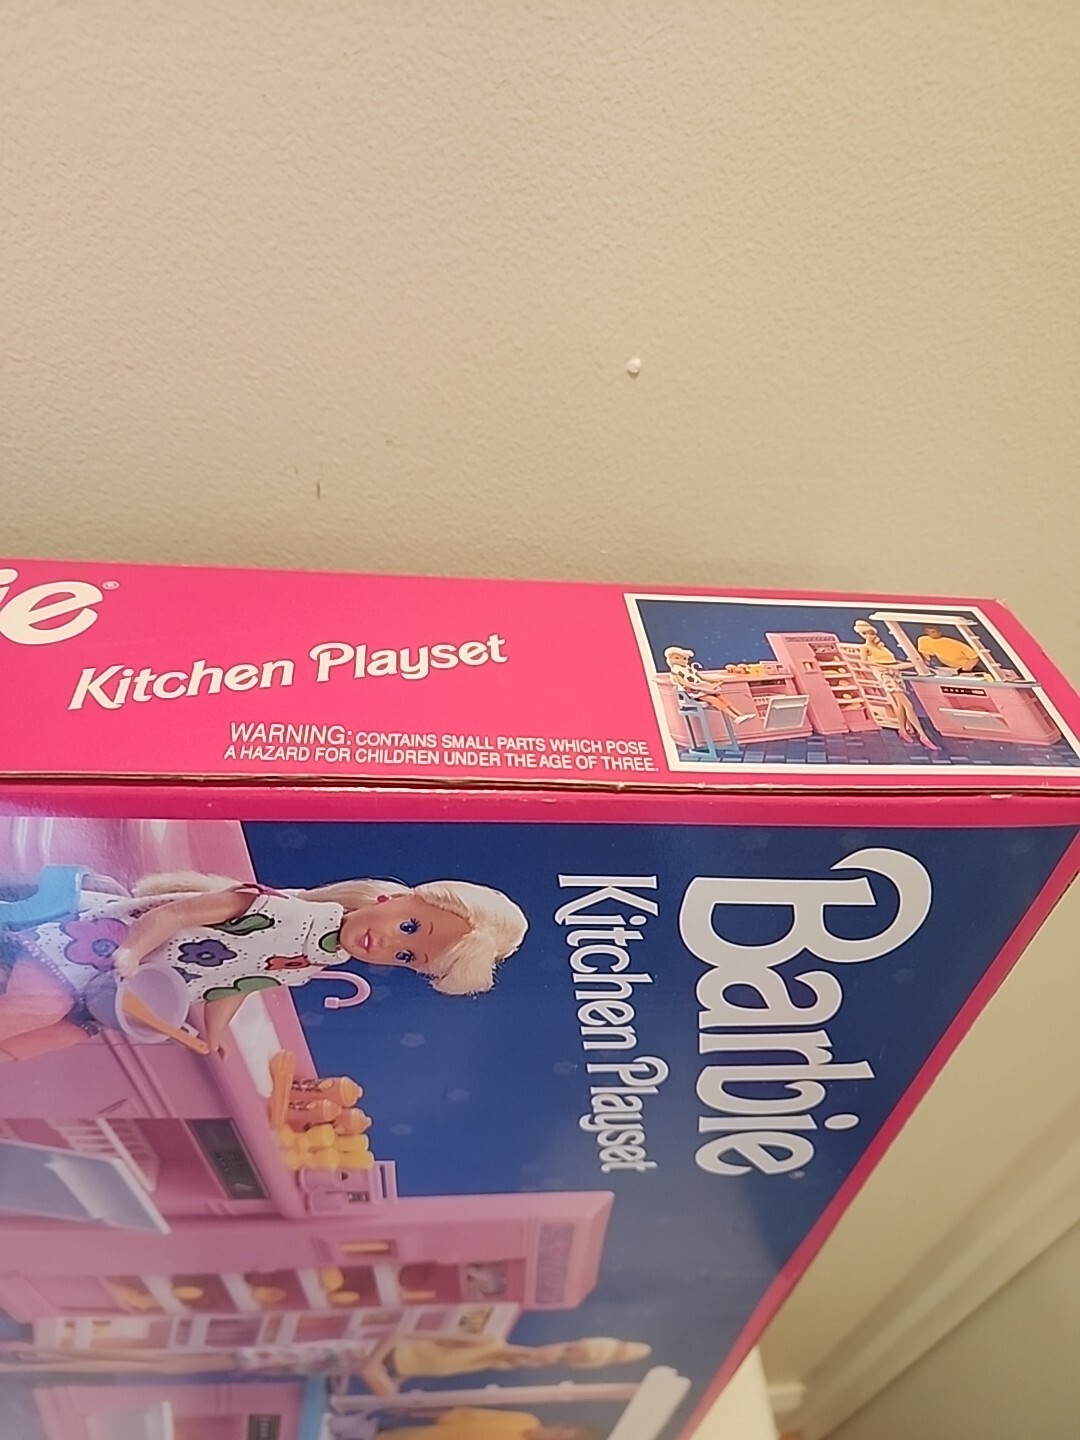 ie®
Kitchen Playset
WARNING: CONTAINS SMALL PARTS WHICH POSE
A HAZARD FOR CHILDREN UNDER THE AGE OF THREE.
Barbie®
Kitchen Playset